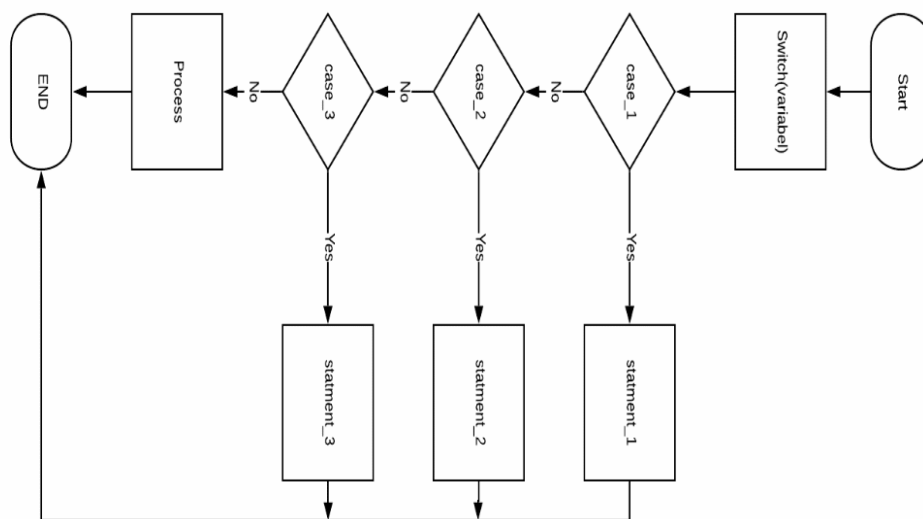 Start
Switch(variabel)
case_1
Yes
statment_1
No
case_2
Yes
statment_2
No
case_3
Yes
statment_3
No
Process
END